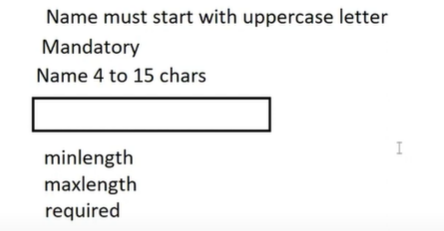 Name must start with uppercase letter
Mandatory
Name 4 to 15 chars
minlength
maxlength
required